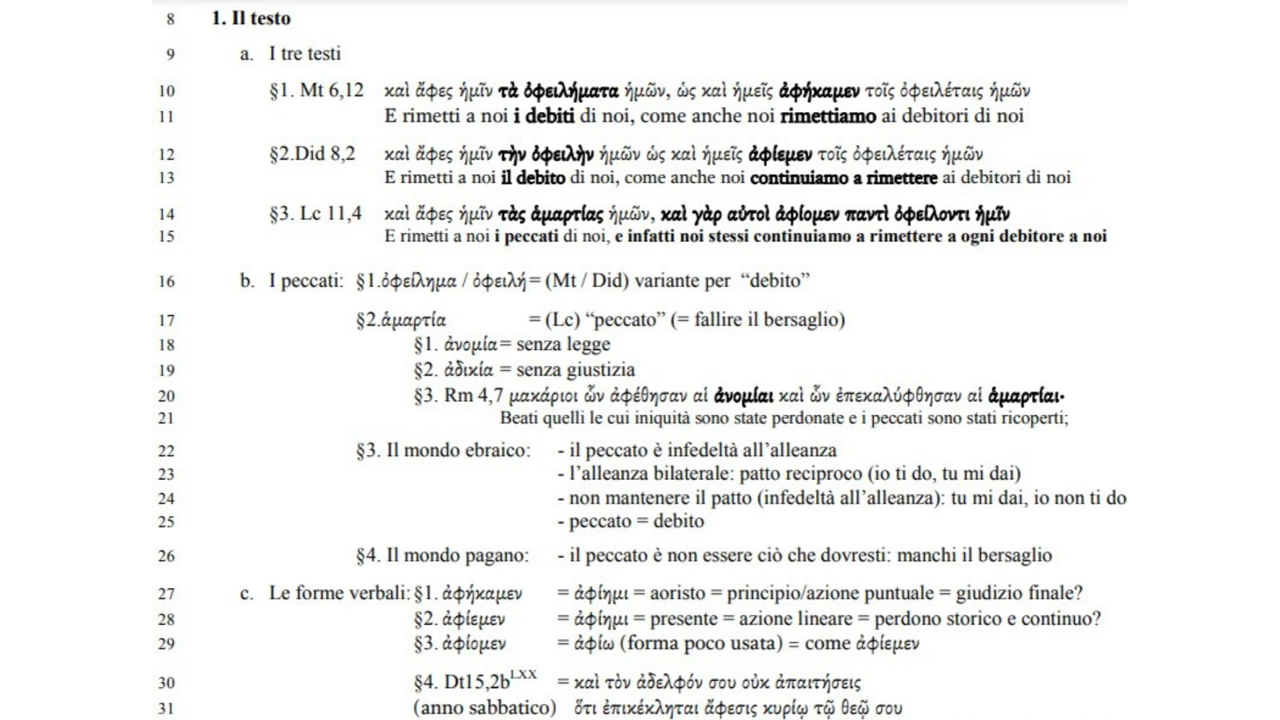 8 1. Il testo
9 a. I tre testi
10 §1. Mt 6,12 καὶ ἄφες ἡμῖν τὰ ὀφειλήματα ἡμῶν, ὡς καὶ ἡμεῖς ἀφήκαμεν τοῖς ὀφειλέταις ἡμῶν
11 E rimetti a noi i debiti di noi, come anche noi rimettiamo ai debitori di noi
12 §2.Did 8,2 καὶ ἄφες ἡμῖν τὴν ὀφειλὴν ἡμῶν ὡς καὶ ἡμεῖς ἀφίεμεν τοῖς ὀφειλέταις ἡμῶν
13 E rimetti a noi il debito di noi, come anche noi continuiamo a rimettere ai debitori di noi
14 §3. Lc 11,4 καὶ ἄφες ἡμῖν τὰς ἁμαρτίας ἡμῶν, καὶ γὰρ αὐτοὶ ἀφίομεν παντὶ ὀφείλοντι ἡμῖν
15 E rimetti a noi i peccati di noi, e infatti noi stessi continuiamo a rimettere a ogni debitore a noi
16 b. I peccati: §1.ὀφείλημα / ὀφειλή= (Mt / Did) variante per “debito”
17 §2.ἁμαρτία = (Lc) “peccato” (= fallire il bersaglio)
18 §1. ἀνομία= senza legge
19 §2. ἀδικία = senza giustizia
20 §3. Rm 4,7 μακάριοι ὧν ἀφέθησαν αἱ ἀνομίαι καὶ ὧν ἐπεκαλύφθησαν αἱ ἁμαρτίαι·
21 Beati quelli le cui iniquità sono state perdonate e i peccati sono stati ricoperti;
22 §3. Il mondo ebraico: - il peccato è infedeltà all’alleanza
23 - l’alleanza bilaterale: patto reciproco (io ti do, tu mi dai)
24 - non mantenere il patto (infedeltà all’alleanza): tu mi dai, io non ti do
25 - peccato = debito
26 §4. Il mondo pagano: - il peccato è non essere ciò che dovresti: manchi il bersaglio
27 c. Le forme verbali: §1. ἀφήκαμεν = ἀφίημι = aoristo = principio/azione puntuale = giudizio finale?
28 §2. ἀφίεμεν = ἀφίημι = presente = azione lineare = perdono storico e continuo?
29 §3. ἀφίομεν = ἀφίω (forma poco usata) = come ἀφίεμεν
30 §4. Dt15,2b^LXX = καὶ τὸν ἀδελφόν σου οὐκ ἀπαιτήσεις
31 (anno sabbatico) ὅτι ἐπικέκληται ἄφεσις κυρίῳ τῷ θεῷ σου